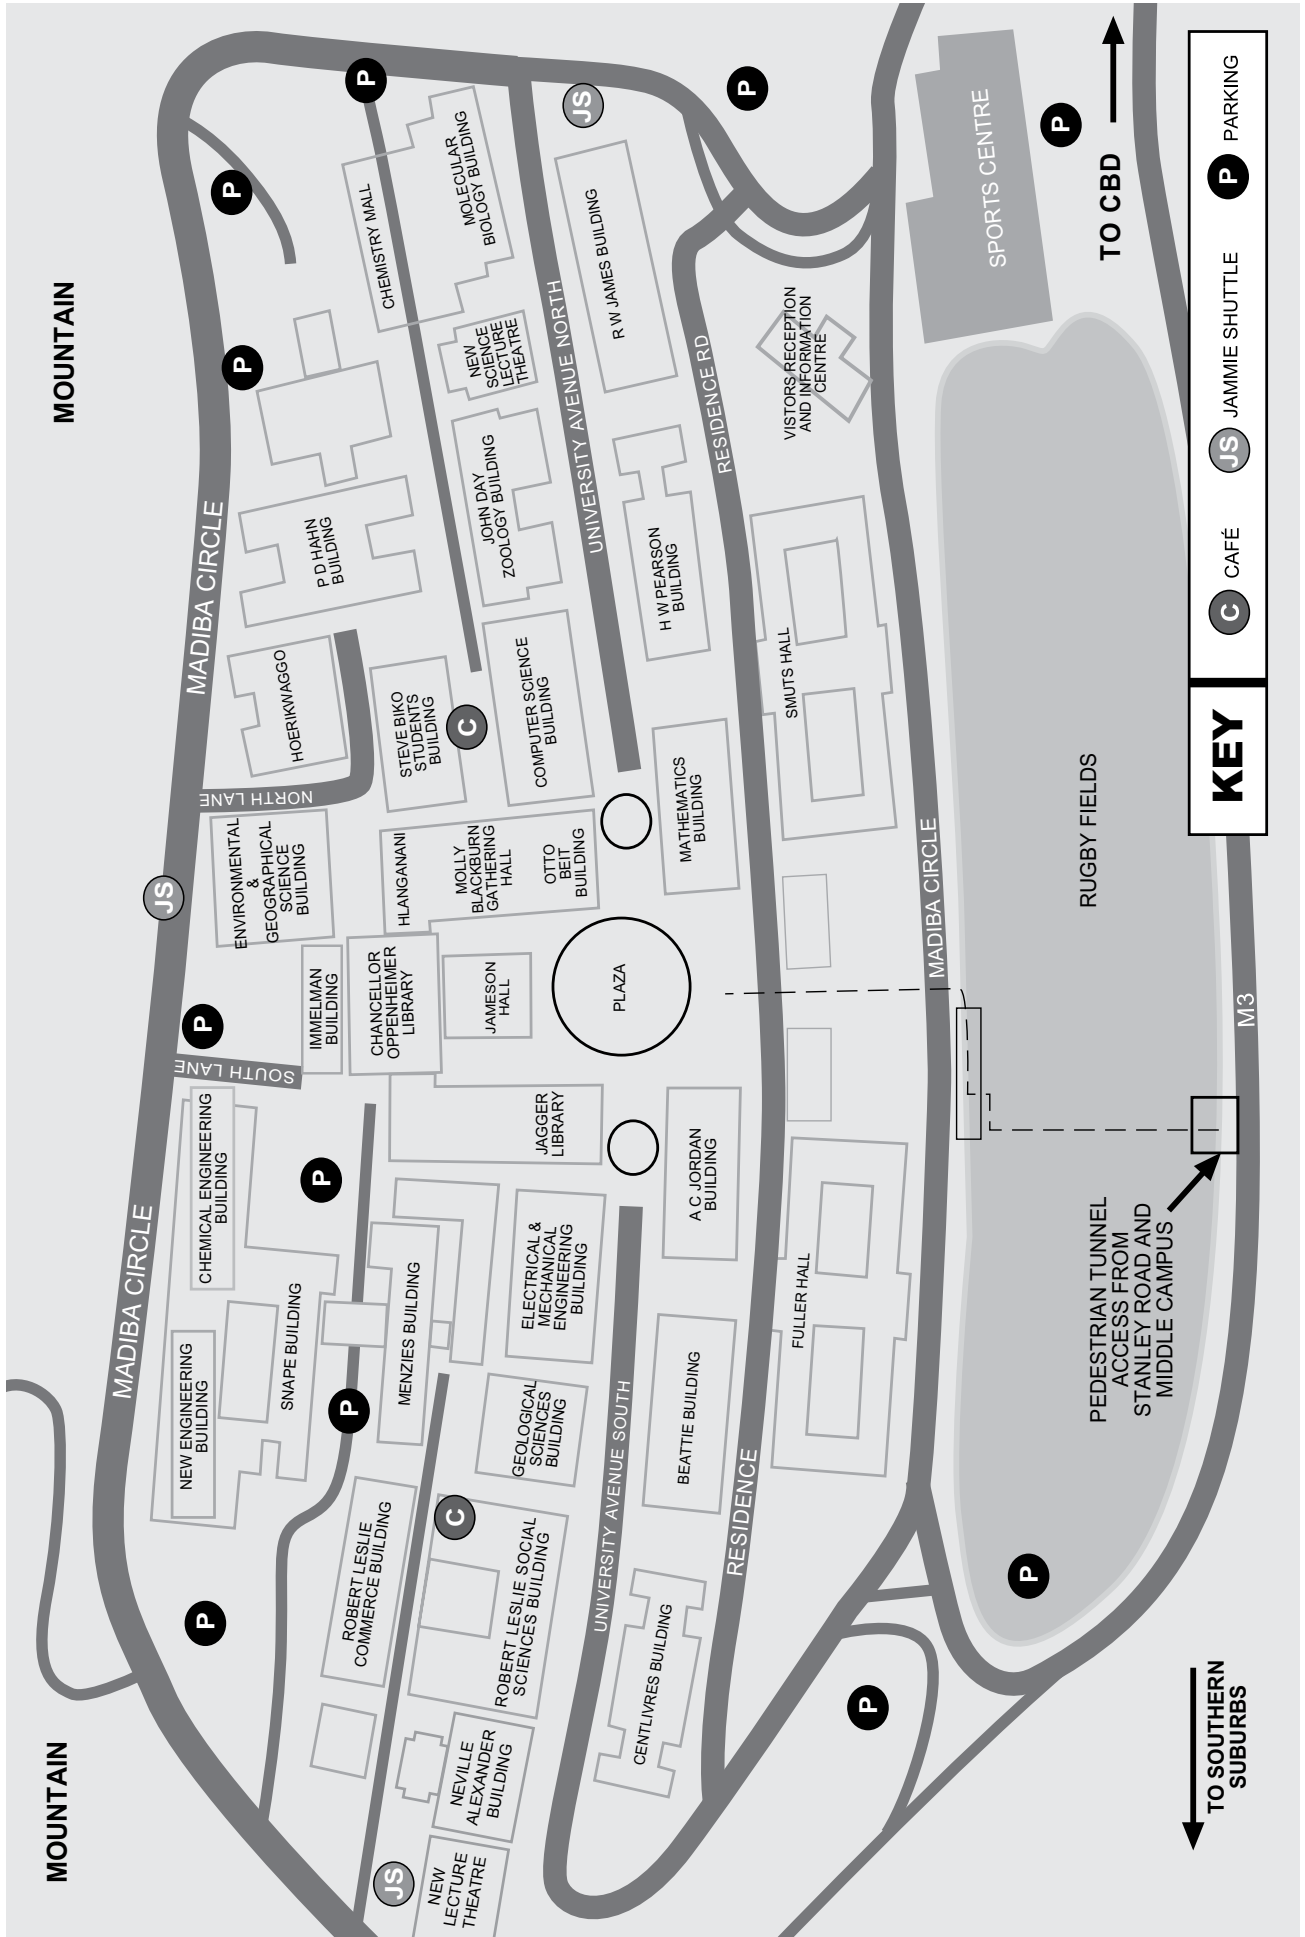 MOUNTAIN
MOUNTAIN
MADIBA CIRCLE
MADIBA CIRCLE
JS
P
P
P
P
P
NEW ENGINEERING
BUILDING
CHEMICAL ENGINEERING
BUILDING
SNAPE BUILDING
SOUTH LANE
P
P
IMMELMAN
BUILDING
ENVIRONMENTAL
&
GEOGRAPHICAL
SCIENCE
BUILDING
NORTH LANE
HOERIKWAGGO
P D HAHN
BUILDING
CHEMISTRY MALL
P
MOLECULAR
BIOLOGY BUILDING
ROBERT LESLIE
COMMERCE BUILDING
MENZIES BUILDING
CHANCELLOR
OPPENHEIMER
LIBRARY
HLANGANANI
STEVE BIKO
STUDENTS
BUILDING
C
NEW
SCIENCE
LECTURE
THEATRE
JOHN DAY
ZOOLOGY BUILDING
JS
NEW
LECTURE
THEATRE
NEVILLE
ALEXANDER
BUILDING
C
ROBERT LESLIE SOCIAL
SCIENCES BUILDING
GEOLOGICAL
SCIENCES
BUILDING
ELECTRICAL &
MECHANICAL
ENGINEERING
BUILDING
JAGGER
LIBRARY
JAMESON
HALL
MOLLY
BLACKBURN
GATHERING
HALL
OTTO
BEIT
BUILDING
COMPUTER SCIENCE
BUILDING
UNIVERSITY AVENUE NORTH
JS
R W JAMES BUILDING
UNIVERSITY AVENUE SOUTH
PLAZA
CENTLIVRES BUILDING
BEATTIE BUILDING
A C JORDAN
BUILDING
MATHEMATICS
BUILDING
H W PEARSON
BUILDING
RESIDENCE
RESIDENCE RD
P
FULLER HALL
SMUTS HALL
VISTORS RECEPTION
AND INFORMATION
CENTRE
P
MADIBA CIRCLE
SPORTS CENTRE
P
P
RUGBY FIELDS
PEDESTRIAN TUNNEL
ACCESS FROM
STANLEY ROAD AND
MIDDLE CAMPUS
TO CBD
TO SOUTHERN
SUBURBS
M3
KEY
C CAFÉ
JS JAMMIE SHUTTLE
P PARKING